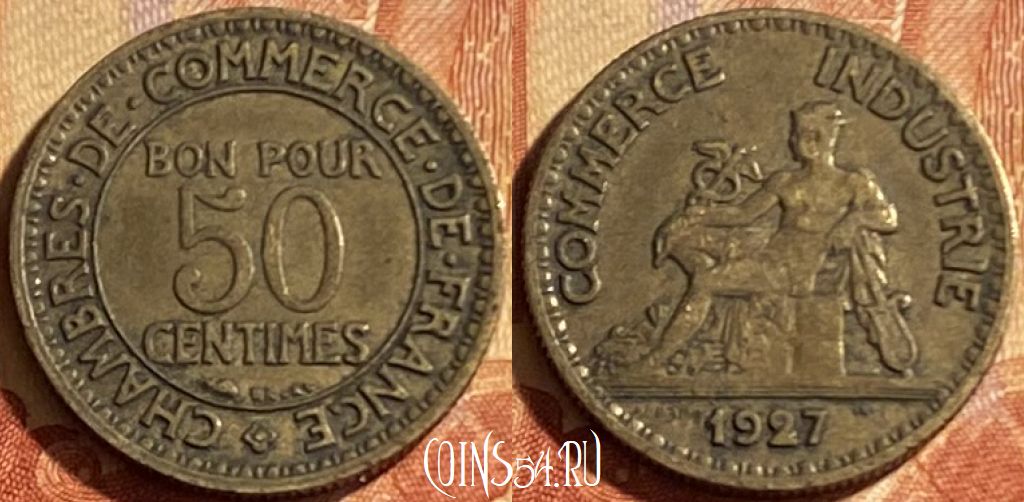 CHAMBRES·DE·COMMERCE·DE·FRANCE
BON POUR
50
CENTIMES
COMMERCE INDUSTRIE
1927
COINS54.RU